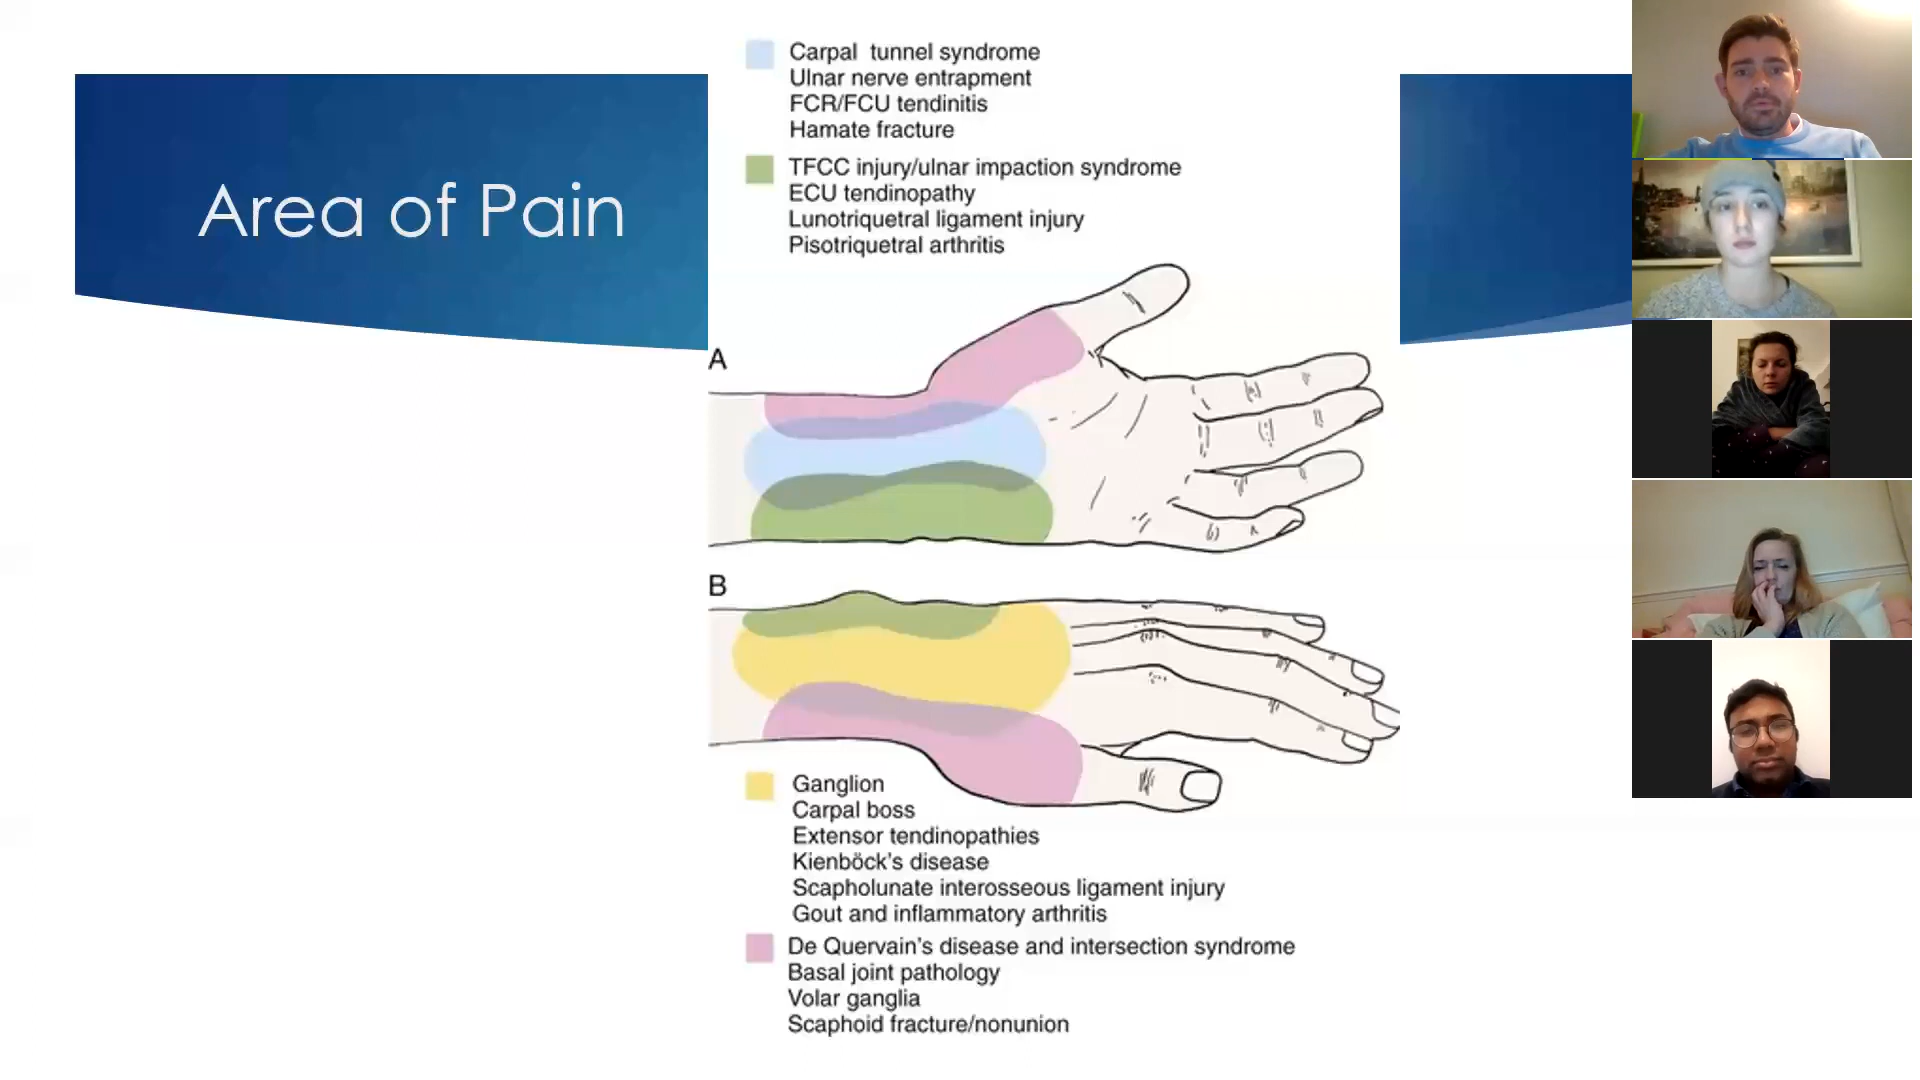 Area of Pain
Carpal tunnel syndrome
Ulnar nerve entrapment
FCR/FCU tendinitis
Hamate fracture
TFCC injury/ulnar impaction syndrome
ECU tendinopathy
Lunotriquetral ligament injury
Pisotriquetral arthritis
A
B
Ganglion
Carpal boss
Extensor tendinopathies
Kienböck's disease
Scapholunate interosseous ligament injury
Gout and inflammatory arthritis
De Quervain's disease and intersection syndrome
Basal joint pathology
Volar ganglia
Scaphoid fracture/nonunion